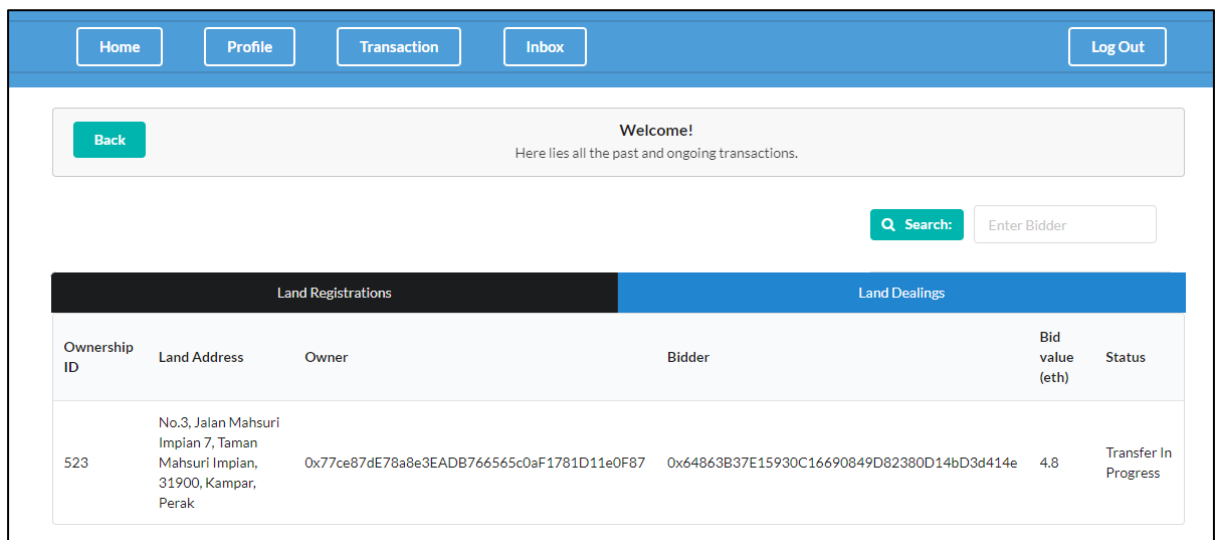 Home Profile Transaction Inbox Log Out
Back
Welcome!
Here lies all the past and ongoing transactions.
Search: Enter Bidder
Land Registrations Land Dealings
Ownership ID Land Address Owner Bidder Bid value (eth) Status
523
No.3, Jalan Mahsuri
Impian 7, Taman
Mahsuri Impian,
31900, Kampar,
Perak
0x77ce87dE78a8e3EADB766565c0aF1781D11e0F87
0x64863B37E15930C16690849D82380D14bD3d414e
4.8
Transfer In
Progress